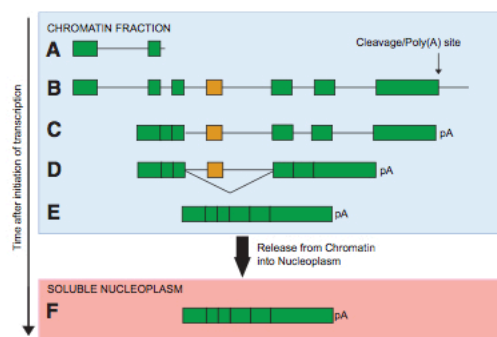 CHROMATIN FRACTION
A
Cleavage/Poly(A) site
B
C
pA
D
pA
E
pA
Time after initiation of transcription
Release from Chromatin
into Nucleoplasm
SOLUBLE NUCLEOPLASM
F
pA